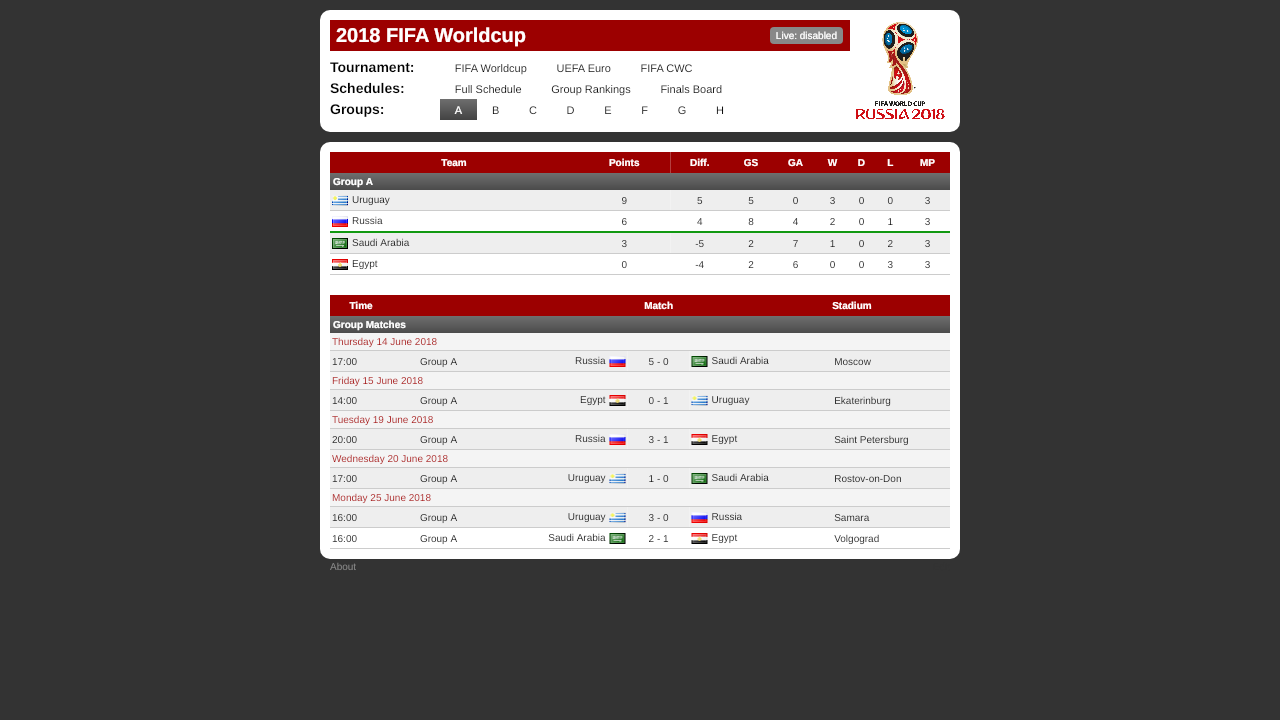 2018 FIFA Worldcup
Live: disabled
Tournament: FIFA Worldcup UEFA Euro FIFA CWC
Schedules: Full Schedule Group Rankings Finals Board
Groups: A B C D E F G H
FIFA WORLD CUP
RUSSIA 2018
Team Points Diff. GS GA W D L MP
Group A
Uruguay 9 5 5 0 3 0 0 3
Russia 6 4 8 4 2 0 1 3
Saudi Arabia 3 -5 2 7 1 0 2 3
Egypt 0 -4 2 6 0 0 3 3
Time Match Stadium
Group Matches
Thursday 14 June 2018
17:00 Group A Russia 5 - 0 Saudi Arabia Moscow
Friday 15 June 2018
14:00 Group A Egypt 0 - 1 Uruguay Ekaterinburg
Tuesday 19 June 2018
20:00 Group A Russia 3 - 1 Egypt Saint Petersburg
Wednesday 20 June 2018
17:00 Group A Uruguay 1 - 0 Saudi Arabia Rostov-on-Don
Monday 25 June 2018
16:00 Group A Uruguay 3 - 0 Russia Samara
16:00 Group A Saudi Arabia 2 - 1 Egypt Volgograd
About